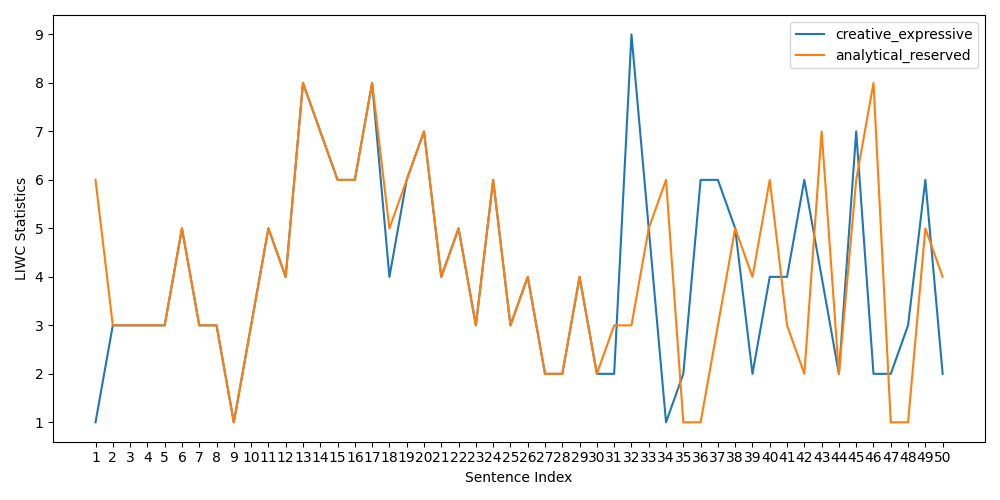 creative_expressive
analytical_reserved
9
8
7
6
5
4
3
2
1
LIWC Statistics
1 2 3 4 5 6 7 8 9 10 11 12 13 14 15 16 17 18 19 20 21 22 23 24 25 26 27 28 29 30 31 32 33 34 35 36 37 38 39 40 41 42 43 44 45 46 47 48 49 50
Sentence Index